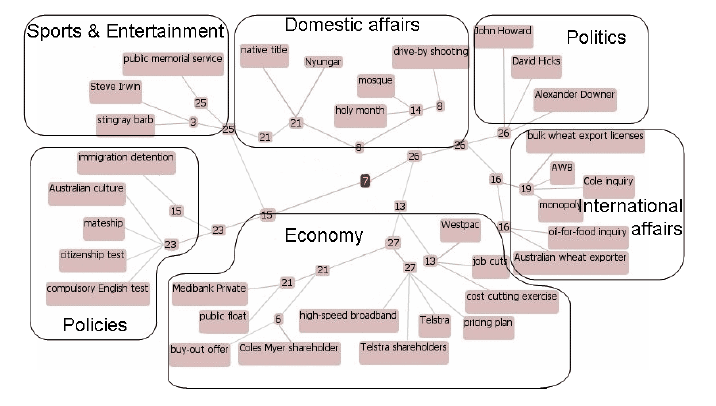 Sports & Entertainment
public memorial service
Steve Irwin
25
stingray barb
3
25
Domestic affairs
native title
Nyungar
drive-by shooting
mosque
holy month
14
8
21
21
8
Politics
John Howard
David Hicks
Alexander Downer
26
26
26
7
bulk wheat export licenses
AWB
Cole inquiry
16
19
monopoly
International
affairs
oil-for-food inquiry
16
Australian wheat exporter
immigration detention
Australian culture
15
mateship
23
23
15
citizenship test
compulsory English test
Policies
13
Economy
Westpac
27
13
job cuts
21
27
21
Medibank Private
cost cutting exercise
public float
6
high-speed broadband
Telstra
pricing plan
buy-out offer
Coles Myer shareholder
Telstra shareholders